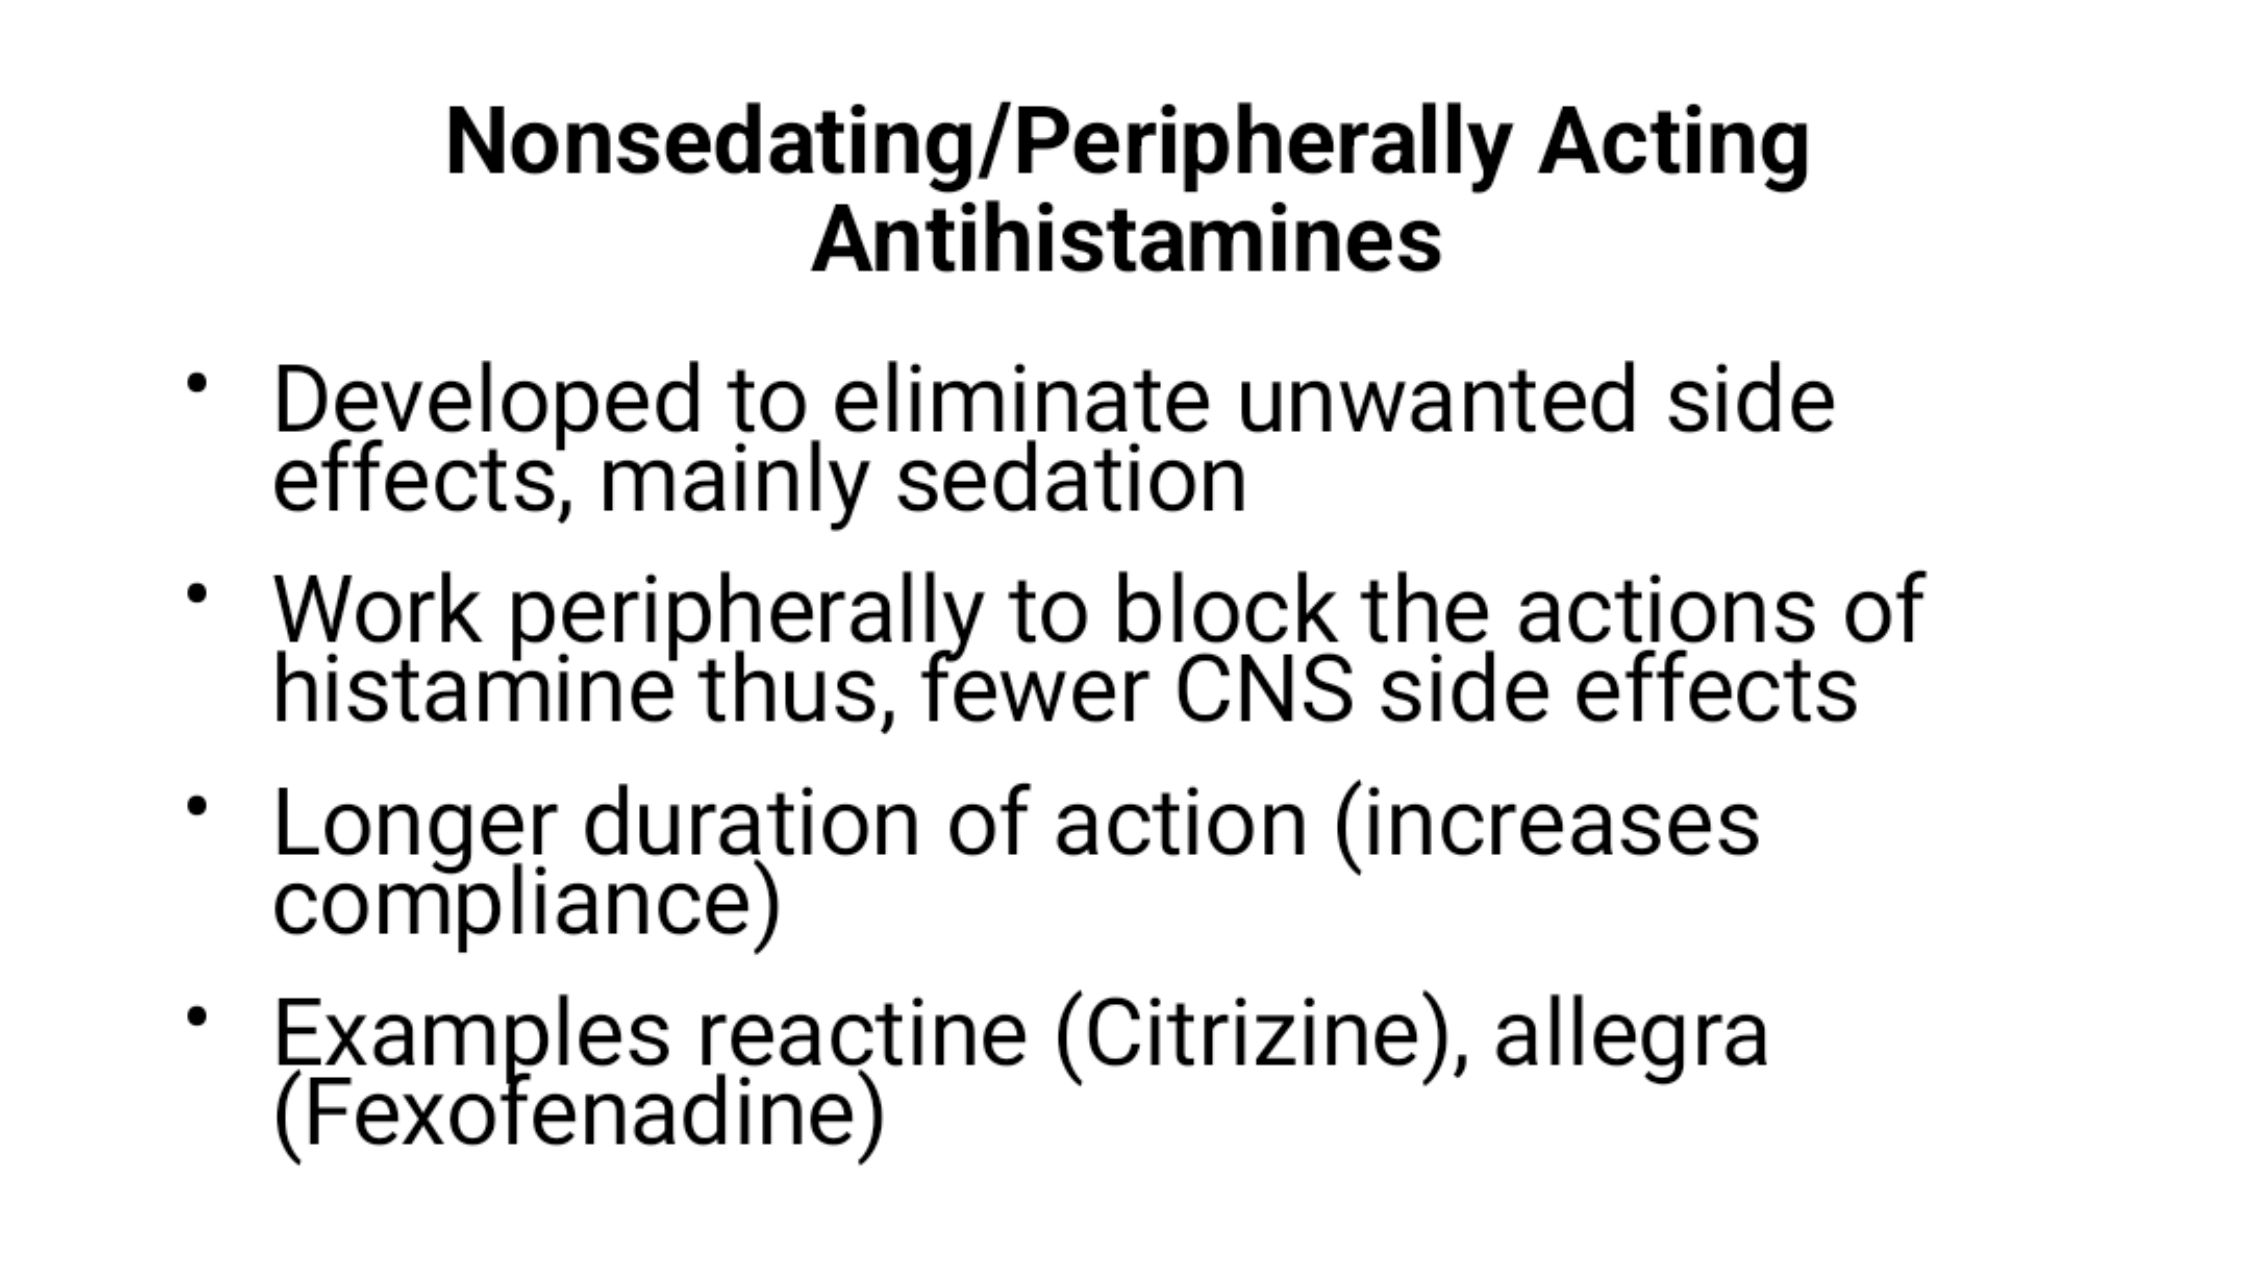 Nonsedating/Peripherally Acting
Antihistamines
• Developed to eliminate unwanted side
effects, mainly sedation
• Work peripherally to block the actions of
histamine thus, fewer CNS side effects
• Longer duration of action (increases
compliance)
• Examples reactine (Citrizine), allegra
(Fexofenadine)